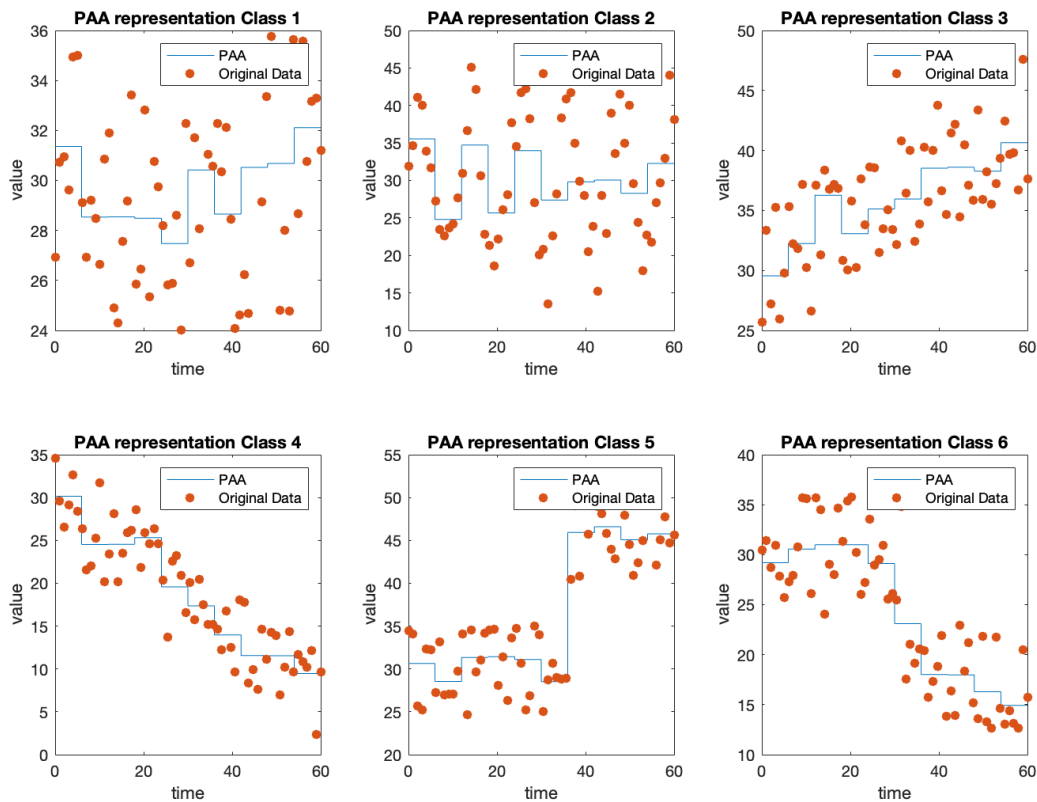 PAA representation Class 1
PAA
Original Data
value
36
34
32
30
28
26
24
0
20
40
60
time
PAA representation Class 2
PAA
Original Data
value
50
45
40
35
30
25
20
15
10
0
20
40
60
time
PAA representation Class 3
PAA
Original Data
value
50
45
40
35
30
25
0
20
40
60
time
PAA representation Class 4
PAA
Original Data
value
35
30
25
20
15
10
5
0
0
20
40
60
time
PAA representation Class 5
PAA
Original Data
value
55
50
45
40
35
30
25
20
0
20
40
60
time
PAA representation Class 6
PAA
Original Data
value
40
35
30
25
20
15
10
0
20
40
60
time